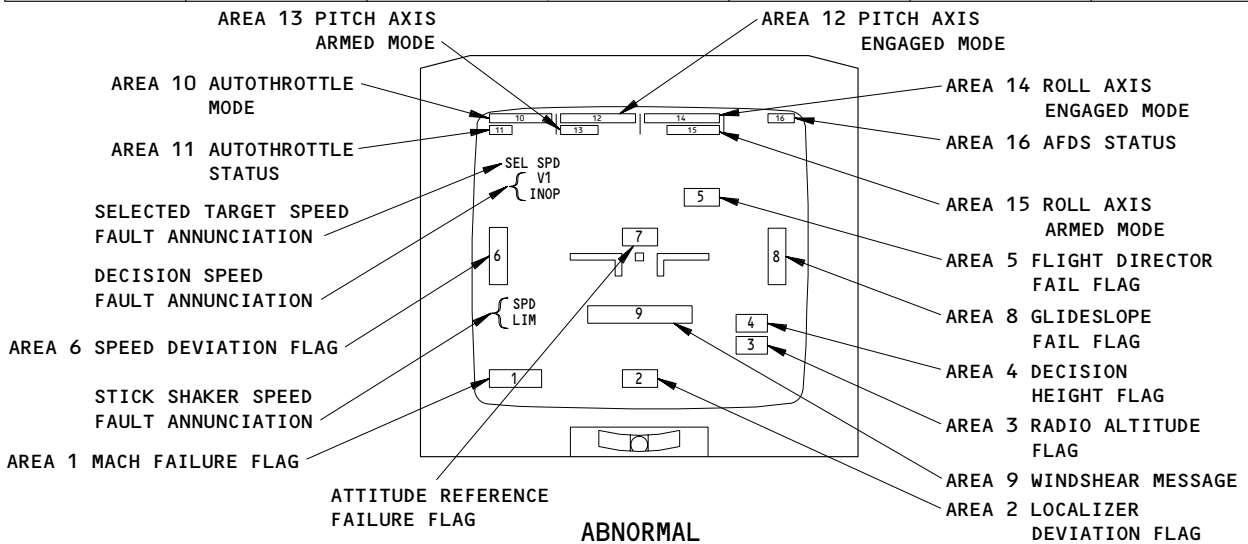 AREA 13 PITCH AXIS
ARMED MODE
AREA 12 PITCH AXIS
ENGAGED MODE
AREA 10 AUTOTHROTTLE
MODE
AREA 14 ROLL AXIS
ENGAGED MODE
10
12
14
16
11
13
15
AREA 11 AUTOTHROTTLE
STATUS
AREA 16 AFDS STATUS
SEL SPD
V1
INOP
SELECTED TARGET SPEED
FAULT ANNUNCIATION
5
AREA 15 ROLL AXIS
ARMED MODE
7
6
8
DECISION SPEED
FAULT ANNUNCIATION
AREA 5 FLIGHT DIRECTOR
FAIL FLAG
SPD
LIM
9
4
3
AREA 8 GLIDESLOPE
FAIL FLAG
AREA 6 SPEED DEVIATION FLAG
AREA 4 DECISION
HEIGHT FLAG
1
2
STICK SHAKER SPEED
FAULT ANNUNCIATION
AREA 3 RADIO ALTITUDE
FLAG
AREA 1 MACH FAILURE FLAG
AREA 9 WINDSHEAR MESSAGE
ATTITUDE REFERENCE
FAILURE FLAG
AREA 2 LOCALIZER
DEVIATION FLAG
ABNORMAL